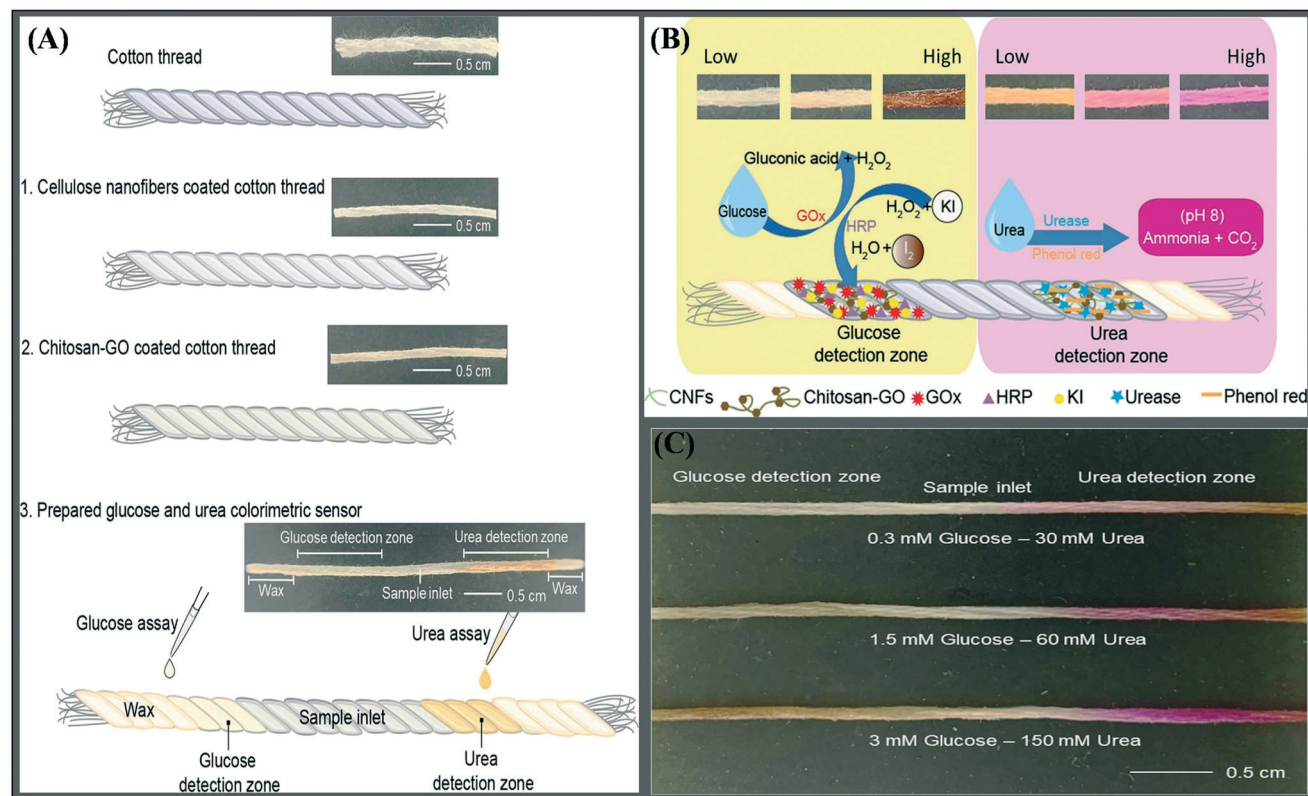 (A)
Cotton thread
0.5 cm
1. Cellulose nanofibers coated cotton thread
0.5 cm
2. Chitosan-GO coated cotton thread
0.5 cm
3. Prepared glucose and urea colorimetric sensor
Glucose detection zone
Urea detection zone
Wax
Sample inlet
0.5 cm
Wax
Glucose assay
Urea assay
Wax
Sample inlet
Glucose
detection zone
Urea
detection zone
(B)
Low
High
Low
High
Gluconic acid + H₂O₂
Glucose
GOx
H₂O₂ + KI
HRP
H₂O + I₂
Urea
Urease
Phenol red
(pH 8)
Ammonia + CO₂
Glucose
detection zone
Urea
detection zone
CNFs
Chitosan-GO
GOx
HRP
KI
Urease
Phenol red
(C)
Glucose detection zone
Sample inlet
Urea detection zone
0.3 mM Glucose – 30 mM Urea
1.5 mM Glucose – 60 mM Urea
3 mM Glucose – 150 mM Urea
0.5 cm